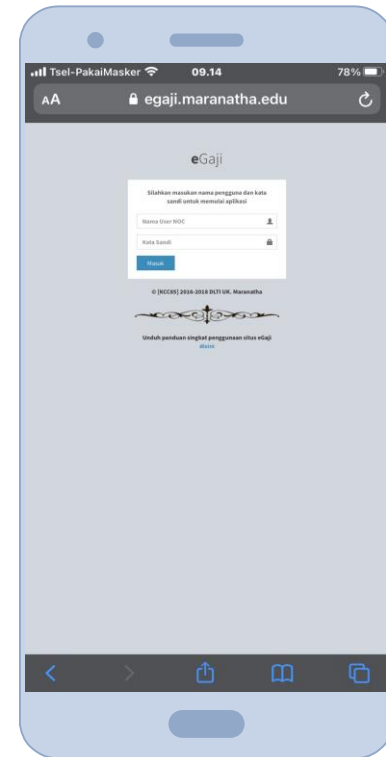 Tsel-PakaiMasker 09.14 78%
AA egaji.maranatha.edu
eGaji
Silahkan masukan nama pengguna dan kata
sandi untuk memulai aplikasi
Nama User NOC
Kata Sandi
Masuk
© [KCCX0] 2016-2018 DLTI UK. Maranatha
Unduh panduan singkat penggunaan situs eGaji
disini